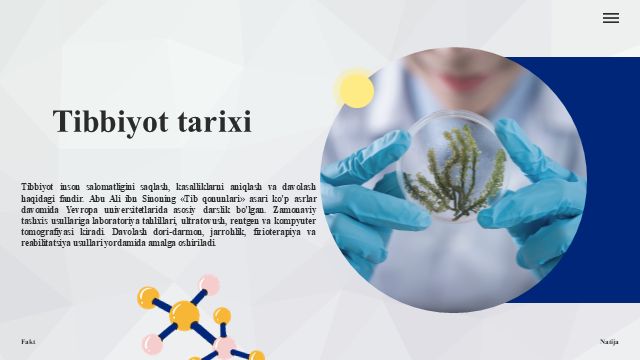 Tibbiyot tarixi
Tibbiyot inson salomatligini saqlash, kasalliklarni aniqlash va davolash
haqidagi fandir. Abu Ali ibn Sinoning «Tib qonunlari» asari ko'p asrlar
davomida Yevropa universitetlarida asosiy darslik bo'lgan. Zamonaviy
tashxis usullariga laboratoriya tahlillari, ultratovush, rentgen va kompyuter
tomografiyasi kiradi. Davolash dori-darmon, jarrohlik, fizioterapiya va
reabilitatsiya usullari yordamida amalga oshiriladi.
Fakt
Natija